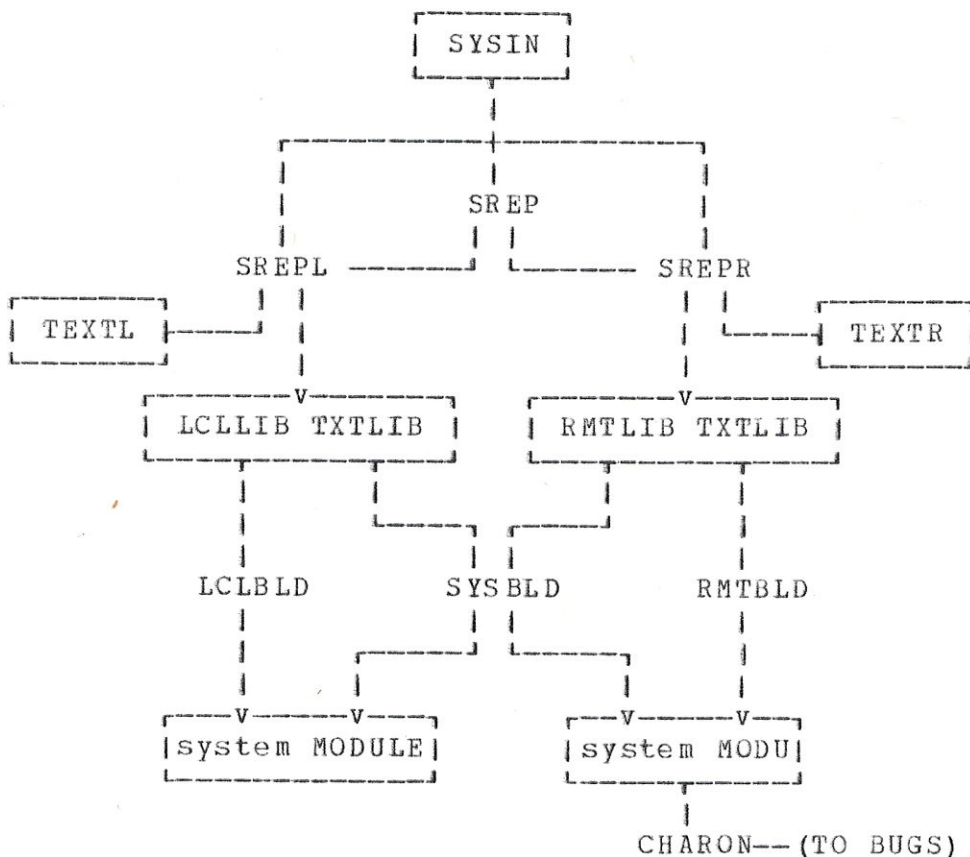 SYSIN
SREP
SREPL SREPR
TEXTL TEXTR
LCLLIB TXTLIB RMTLIB TXTLIB
LCLBLD SYSBLD RMTBLD
system MODULE system MODU
CHARON--(TO BUGS)